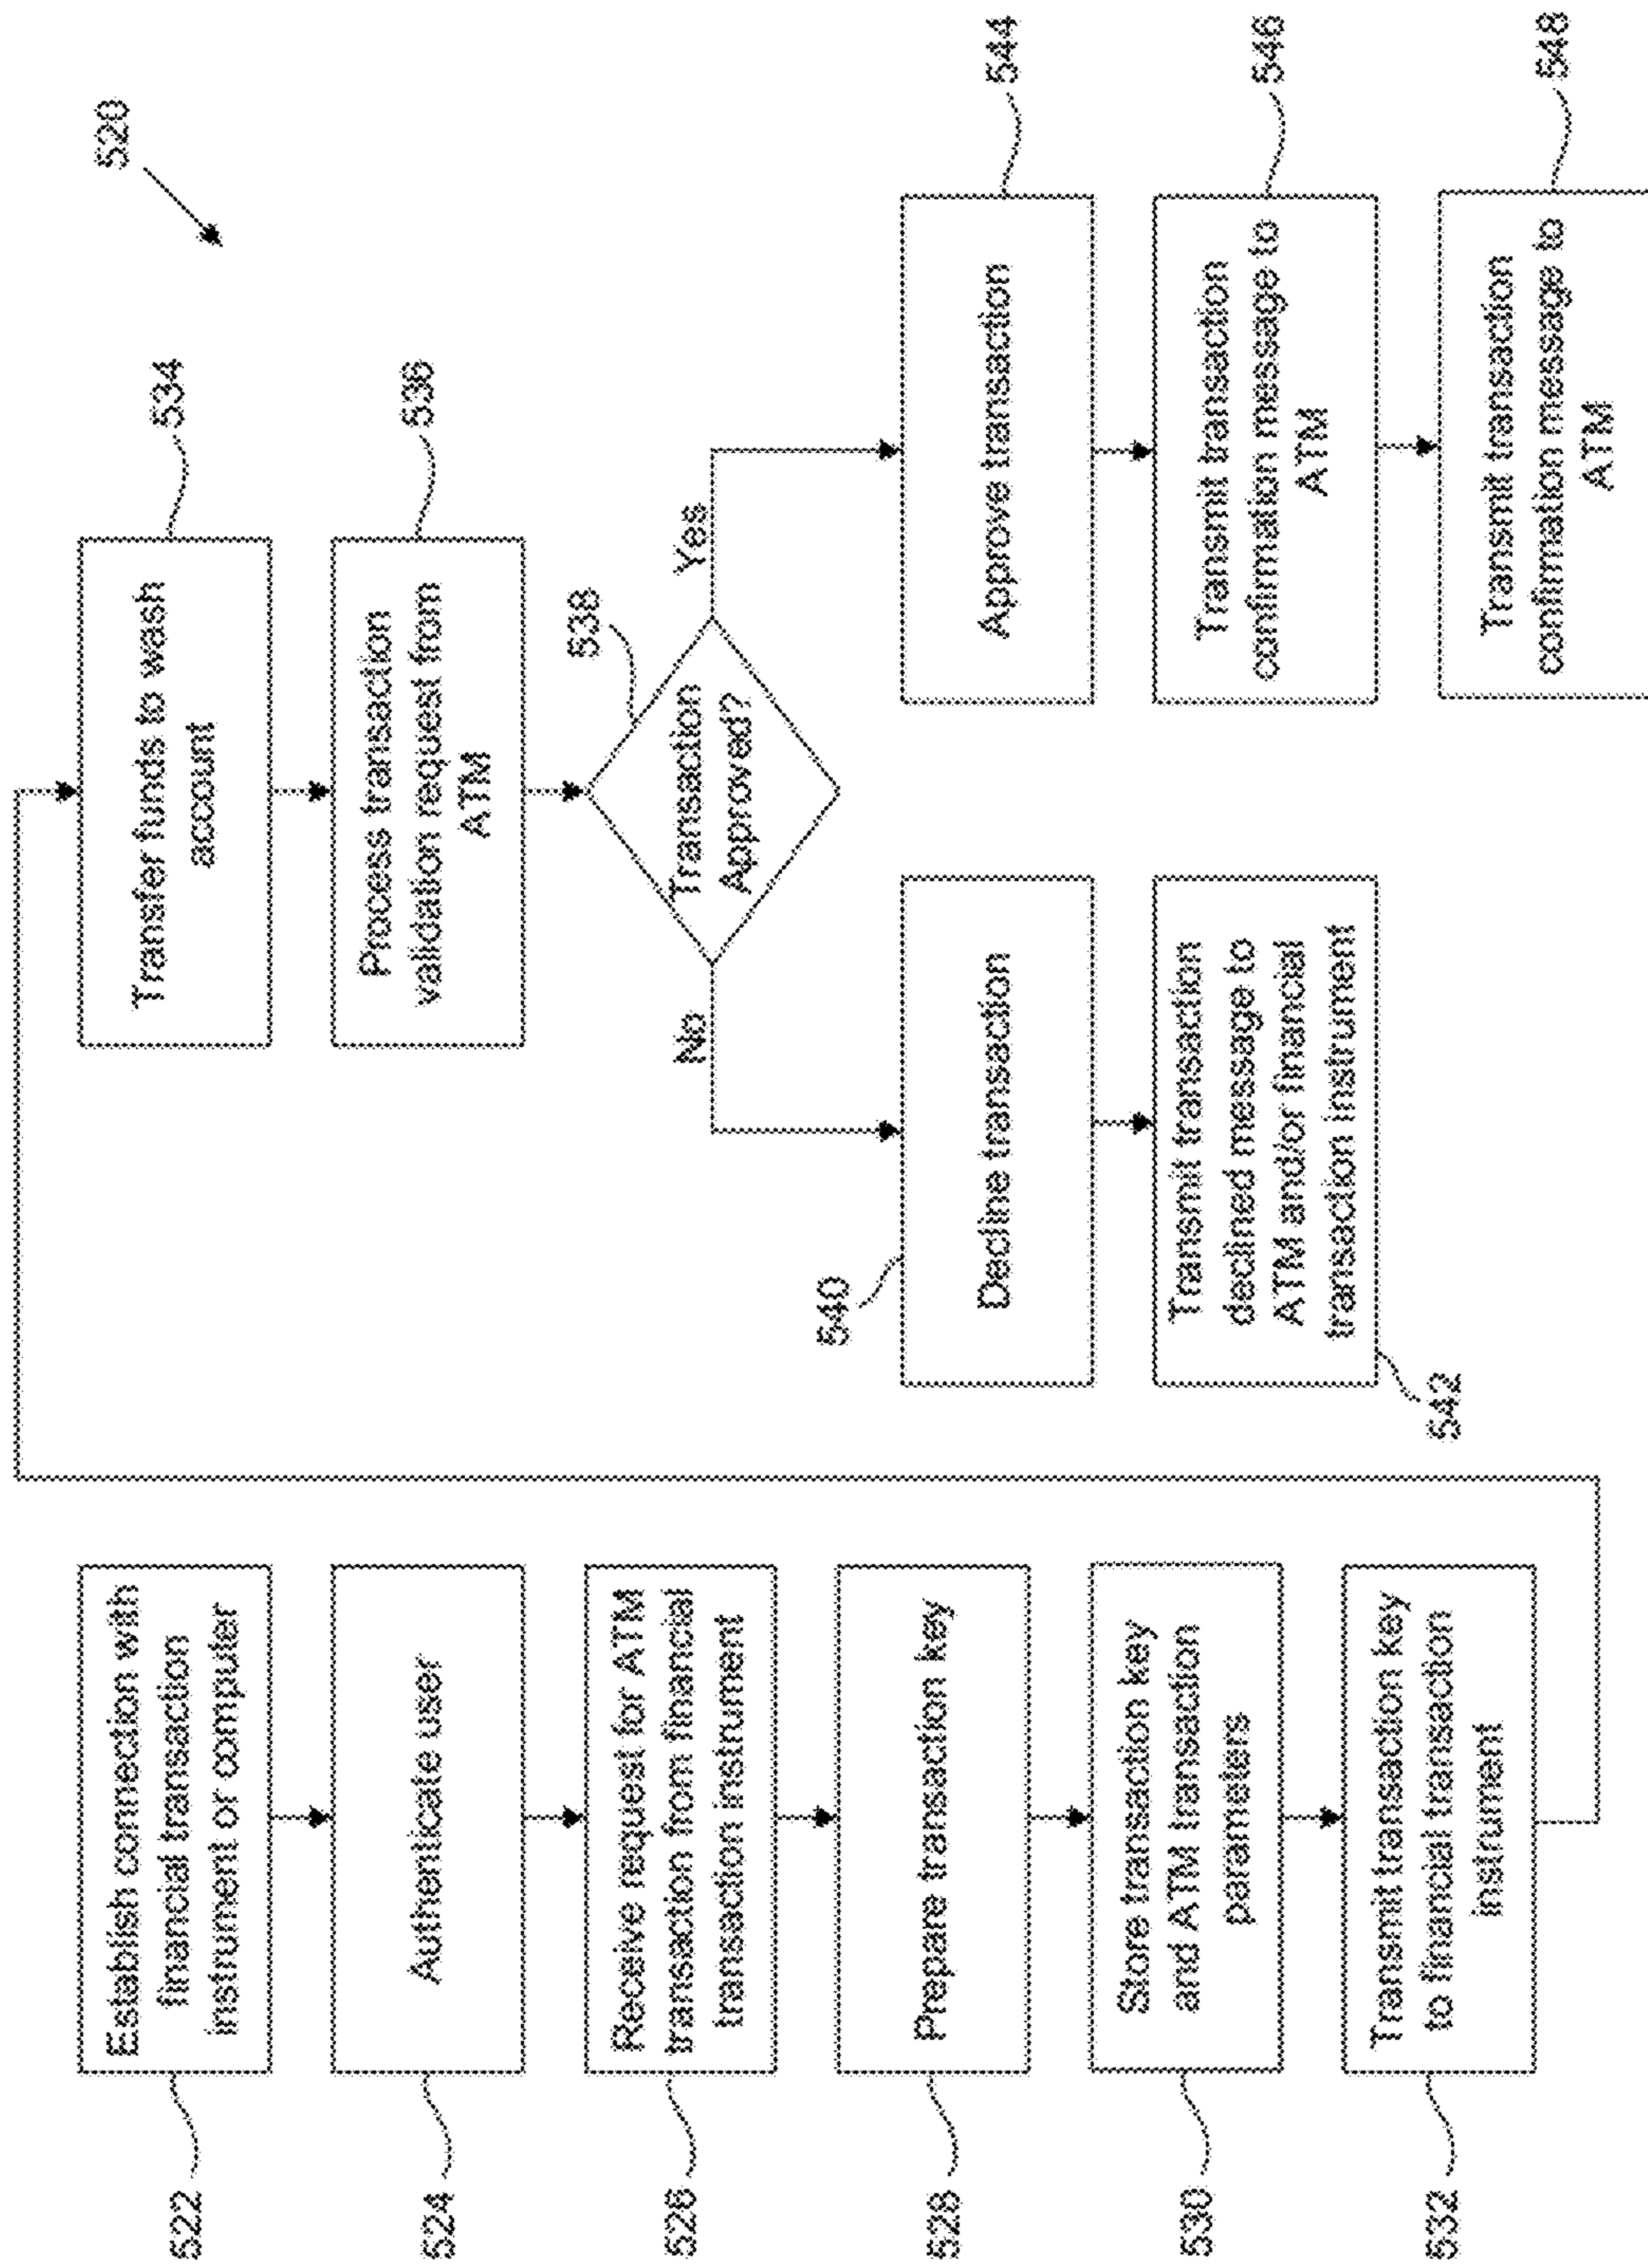 520
522
Establish connection with
financial transaction
instrument or computer
524
Authenticate user
526
Receive request for ATM
transaction from financial
transaction instrument
528
Prepare transaction key
530
Store transaction key
and ATM transaction
parameters
532
Transmit transaction key
to financial transaction
instrument
534
Transfer funds to wash
account
536
Process transaction
validation request from
ATM
538
Transaction
Approved?
No
Yes
540
Decline transaction
542
Transmit transaction
declined message to
ATM and/or financial
transaction instrument
544
Approve transaction
546
Transmit transaction
confirmation message to
ATM
548
Transmit transaction
confirmation message to
ATM